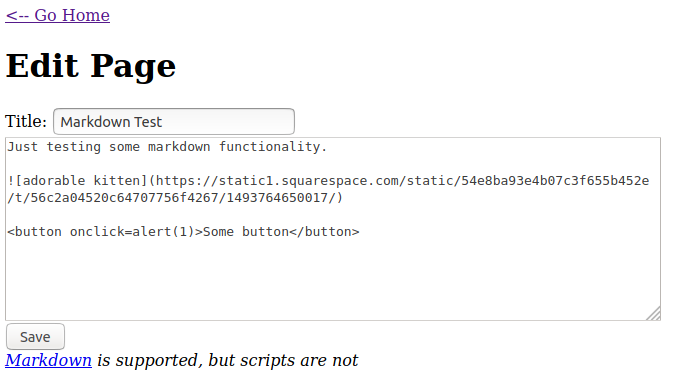 <-- Go Home
Edit Page
Title: Markdown Test
Just testing some markdown functionality.
![adorable kitten](https://static1.squarespace.com/static/54e8ba93e4b07c3f655b452e
/t/56c2a04520c64707756f4267/1493764650017/)
<button onclick=alert(1)>Some button</button>
Save
Markdown is supported, but scripts are not